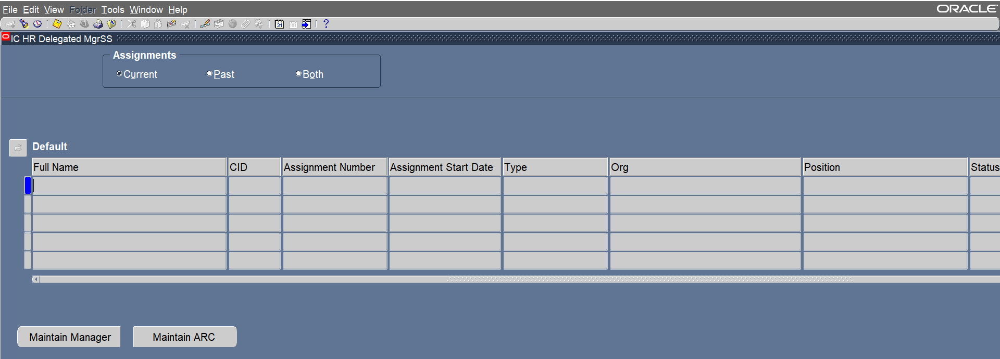 File Edit View Folder Tools Window Help
ORACLE
31 ?
IC HR Delegated MgrSS
Assignments
Current Past Both
Default
Full Name CID Assignment Number Assignment Start Date Type Org Position Status
Maintain Manager Maintain ARC